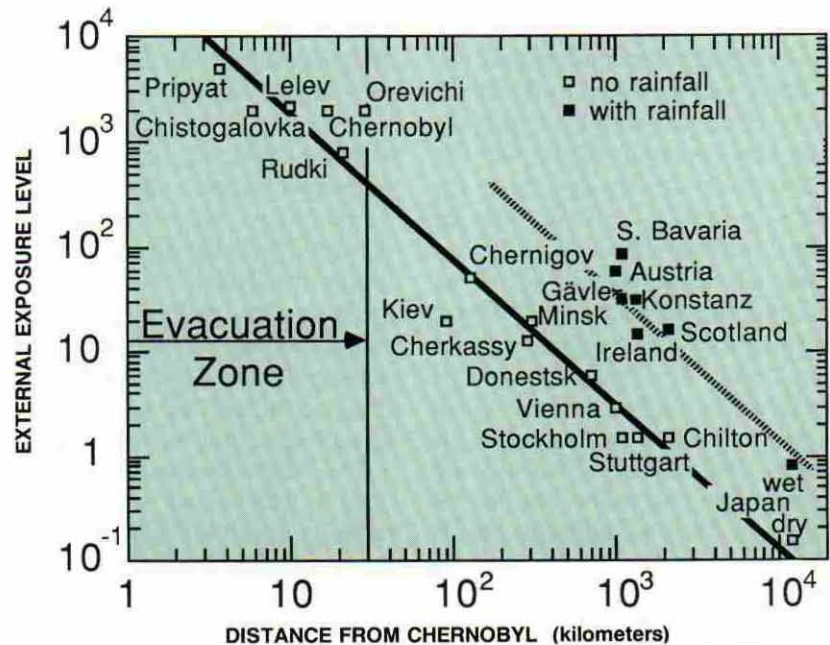 10^4
10^3
10^2
10
1
10^-1
EXTERNAL EXPOSURE LEVEL
Pripyat
Lelev
Orevichi
Chistogalovka
Chernobyl
Rudki
□ no rainfall
■ with rainfall
Evacuation
Zone
S. Bavaria
Chernigov
Austria
Gävle
Konstanz
Kiev
Minsk
Scotland
Cherkassy
Ireland
Donestsk
Vienna
Stockholm
Chilton
Stuttgart
wet
Japan
dry
1
10
10^2
10^3
10^4
DISTANCE FROM CHERNOBYL (kilometers)